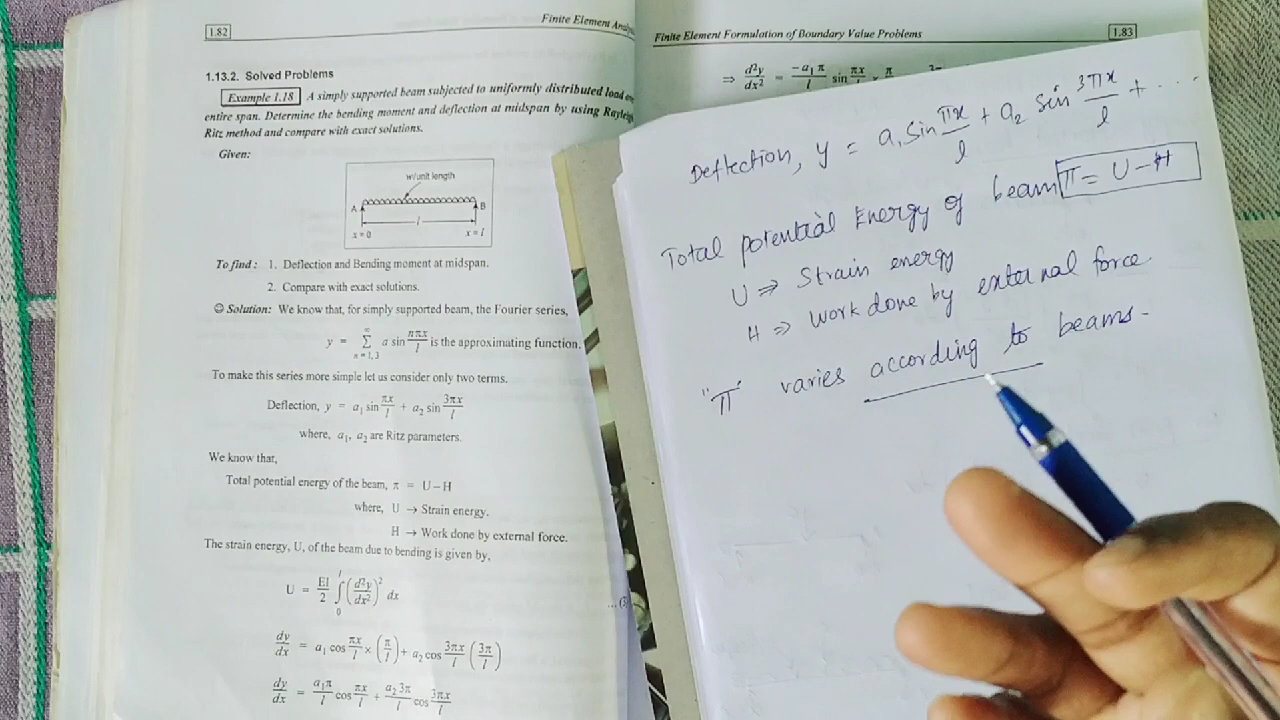 1.82
Finite Element
1.13.2. Solved Problems
Example 1.18 A simply supported beam subjected to uniformly distributed load
entire span. Determine the bending moment and deflection at midspan by using
Ritz method and compare with exact solutions.
Given:
w/unit length
A B
l
x = 0 x = l
To find : 1. Deflection and Bending moment at midspan.
2. Compare with exact solutions.
☺ Solution: We know that, for simply supported beam, the Fourier series,
y = ∞ Σ n = 1, 3 a sin nπx/l is the approximating function.
To make this series more simple let us consider only two terms.
Deflection, y = a₁ sin πx/l + a₂ sin 3πx/l
where, a₁, a₂ are Ritz parameters.
We know that,
Total potential energy of the beam, π = U – H
where, U → Strain energy.
H → Work done by external force.
The strain energy, U, of the beam due to bending is given by,
U = EI/2 ∫₀ˡ (d²y/dx²)² dx
dy/dx = a₁ cos πx/l × (π/l) + a₂ cos 3πx/l (3π/l)
dy/dx = a₁π/l cos πx/l + a₂3π/l cos 3πx/l
Finite Element Formulation of Boundary Value Problems 1.83
⇒ d²y/dx² = –a₁ π/l sin πx/l × π
Deflection, y = a₁ sin πx/l + a₂ sin 3πx/l + . . .
Total potential Energy of beam π = U – H
U ⇒ Strain energy
H ⇒ Work done by external force.
"π" varies according to beams.